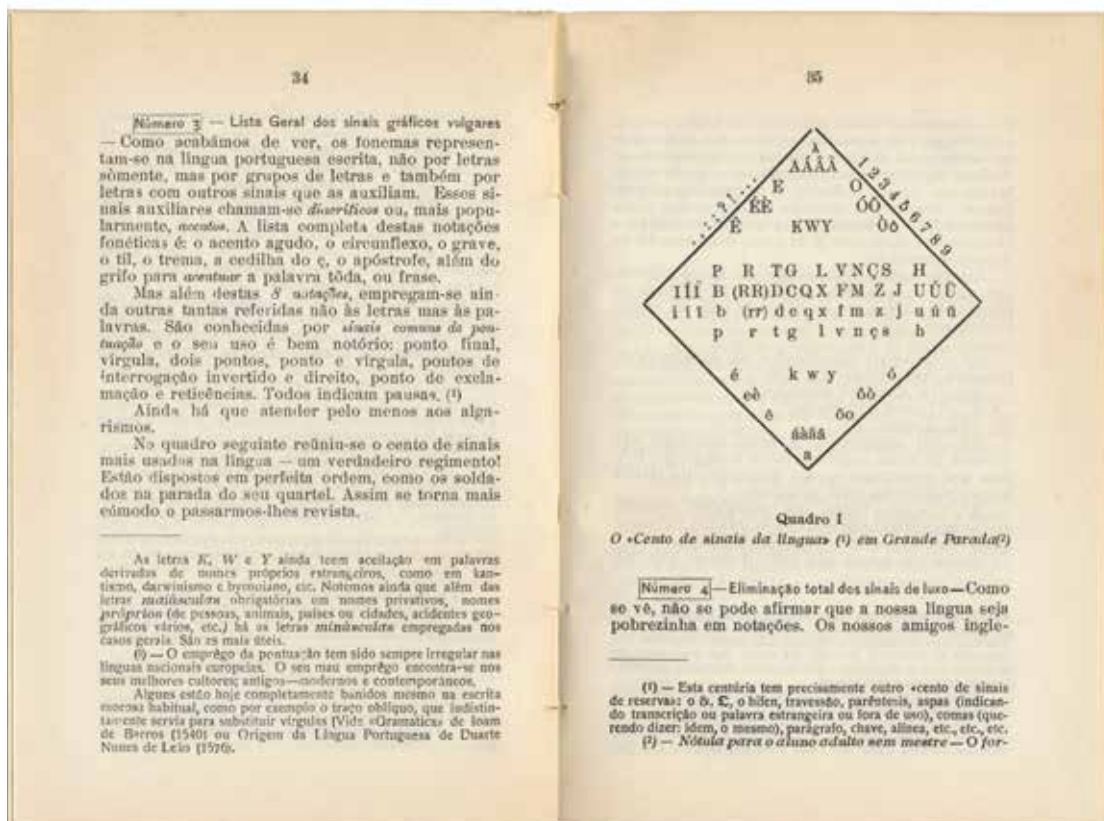 34
Número 3 — Lista Geral dos sinais gráficos vulgares
— Como acabâmos de ver, os fonemas represen-
tam-se na língua portuguesa escrita, não por letras
sòmente, mas por grupos de letras e também por
letras com outros sinais que as auxiliam. Esses si-
nais auxiliares chamam-se diacríticos ou, mais popu-
larmente, acentos. A lista completa destas notações
fonéticas é: o acento agudo, o circunflexo, o grave,
o til, o trema, a cedilha do ç, o apóstrofe, além do
grifo para acentuar a palavra tôda, ou frase.
Mas além destas 8 notações, empregam-se ain-
da outras tantas referidas não às letras mas às pa-
lavras. São conhecidas por sinais comuns de pon-
tuação e o seu uso é bem notório: ponto final,
vírgula, dois pontos, ponto e vírgula, pontos de
interrogação invertido e direito, ponto de excla-
mação e reticências. Todos indicam pausas. (¹)
Ainda há que atender pelo menos aos alga-
rismos.
No quadro seguinte reüniu-se o cento de sinais
mais usados na língua — um verdadeiro regimento!
Estão dispostos em perfeita ordem, como os solda-
dos na parada do seu quartel. Assim se torna mais
cómodo o passarmos-lhes revista.
As letras K, W e Y ainda teem aceitação em palavras
derivadas de nomes próprios estrangeiros, como em kan-
tismo, darwinismo e byroniano, etc. Notemos ainda que além das
letras maiúsculas obrigatórias em nomes privativos, nomes
próprios (de pessoas, animais, países ou cidades, acidentes geo-
gráficos vários, etc.) há as letras minúsculas empregadas nos
casos gerais. São as mais úteis.
(¹) — O emprêgo da pontuação tem sido sempre irregular nas
línguas nacionais europeias. O seu mau emprêgo encontra-se nos
seus melhores cultores; antigos—modernos e contemporâneos.
Algues estão hoje completamente banidos mesmo na escrita
morosa habitual, como por exemplo o traço oblíquo, que indistin-
tamente servia para substituir vírgulas [Vide «Gramatica» de Ioam
de Barros (1540) ou Origem da Lingua Portuguesa de Duarte
Nunes de Leio (1576).
35
A
AÁÂÀ
1 2 3 4 5 6 7 8 9
E O
ÉÈ ÓÔ
Ê KWY
P R TG L VNÇS H
IÍÏ B (RR) DCQX FM Z J UÚÜ
b (rr) d c q x f m z j
p r t g l v n ç s h
é k w y ó
eè
ê
a
Quadro I
O «Cento de sinais da língua» (¹) em Grande Parada(²)
Número 4 — Eliminação total dos sinais de luxo — Como
se vê, não se pode afirmar que a nossa língua seja
pobrezinha em notações. Os nossos amigos ingle-
(¹) — Esta centúria tem precisamente outro «cento de sinais
de reserva»: o &, o hífen, travessão, parêntesis, aspas (indican-
do transcrição ou palavra estrangeira ou fora de uso), comas (que-
rendo dizer: idem, o mesmo), parágrafo, chave, alínea, etc., etc., etc.
(²) — Nótula para o aluno adulto sem mestre — O for-